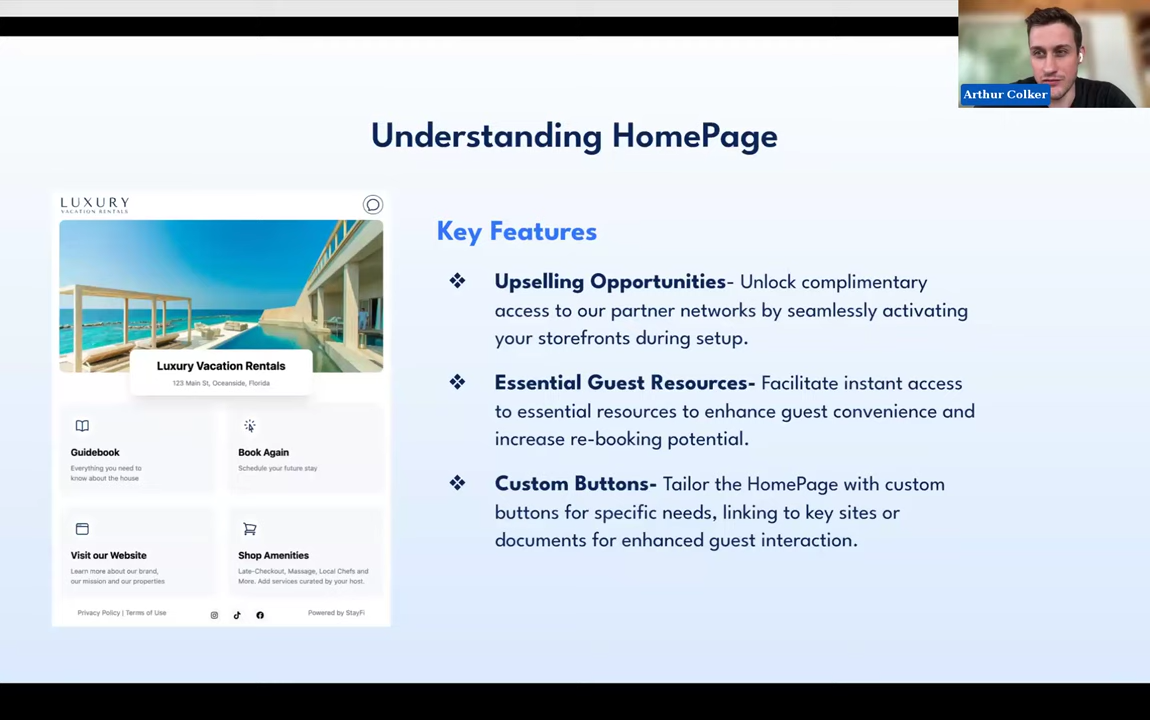 Arthur Colker
Understanding HomePage
LUXURY
VACATION RENTALS
Luxury Vacation Rentals
123 Main St, Oceanside, Florida
Guidebook
Everything you need to
know about the house
Book Again
Schedule your future stay
Visit our Website
Learn more about our brand,
our mission and our properties
Shop Amenities
Late-Checkout, Massage, Local Chefs and
More. Add services curated by your host.
Privacy Policy | Terms of Use
Powered by StayFi
Key Features
❖ Upselling Opportunities- Unlock complimentary
access to our partner networks by seamlessly activating
your storefronts during setup.
❖ Essential Guest Resources- Facilitate instant access
to essential resources to enhance guest convenience and
increase re-booking potential.
❖ Custom Buttons- Tailor the HomePage with custom
buttons for specific needs, linking to key sites or
documents for enhanced guest interaction.